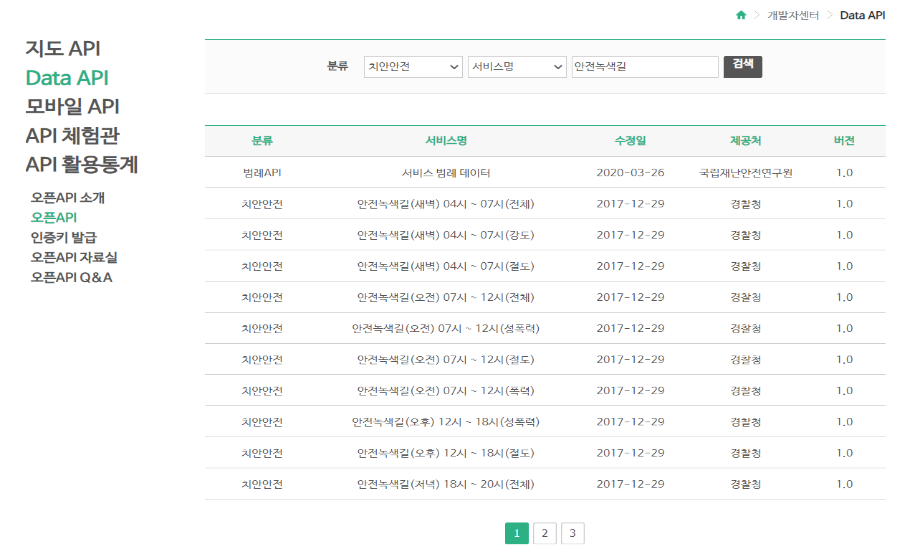 개발자센터 > Data API
지도 API
Data API
모바일 API
API 체험관
API 활용통계
오픈API 소개
오픈API
인증키 발급
오픈API 자료실
오픈API Q&A
분류 치안안전 서비스명 안전녹색길 검색
분류 서비스명 수정일 제공처 버전
범례API 서비스 범례 데이터 2020-03-26 국립재난안전연구원 1.0
치안안전 안전녹색길(새벽) 04시 ~ 07시(전체) 2017-12-29 경찰청 1.0
치안안전 안전녹색길(새벽) 04시 ~ 07시(강도) 2017-12-29 경찰청 1.0
치안안전 안전녹색길(새벽) 04시 ~ 07시(절도) 2017-12-29 경찰청 1.0
치안안전 안전녹색길(오전) 07시 ~ 12시(전체) 2017-12-29 경찰청 1.0
치안안전 안전녹색길(오전) 07시 ~ 12시(성폭력) 2017-12-29 경찰청 1.0
치안안전 안전녹색길(오전) 07시 ~ 12시(절도) 2017-12-29 경찰청 1.0
치안안전 안전녹색길(오전) 07시 ~ 12시(폭력) 2017-12-29 경찰청 1.0
치안안전 안전녹색길(오후) 12시 ~ 18시(성폭력) 2017-12-29 경찰청 1.0
치안안전 안전녹색길(오후) 12시 ~ 18시(절도) 2017-12-29 경찰청 1.0
치안안전 안전녹색길(저녁) 18시 ~ 20시(전체) 2017-12-29 경찰청 1.0
1 2 3